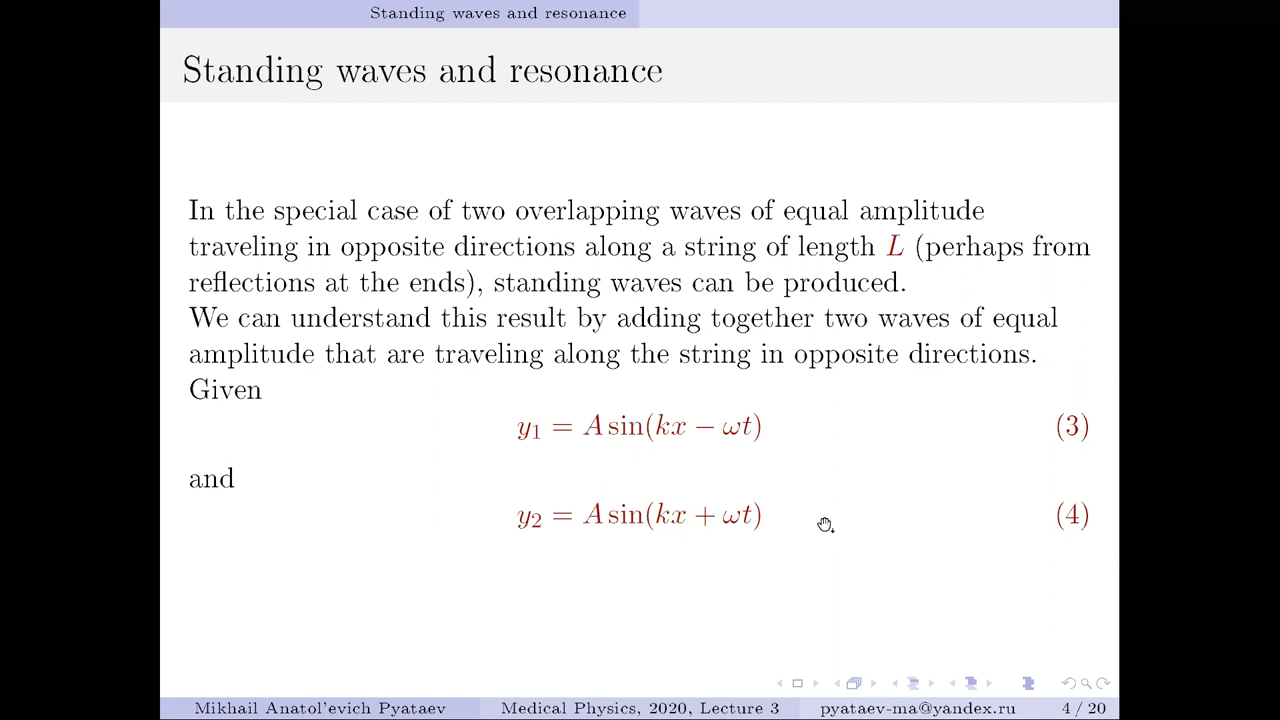 Standing waves and resonance
Standing waves and resonance
In the special case of two overlapping waves of equal amplitude
traveling in opposite directions along a string of length L (perhaps from
reflections at the ends), standing waves can be produced.
We can understand this result by adding together two waves of equal
amplitude that are traveling along the string in opposite directions.
Given
y₁ = A sin(kx − ωt) (3)
and
y₂ = A sin(kx + ωt) (4)
Mikhail Anatol'evich Pyataev Medical Physics, 2020, Lecture 3 pyataev-ma@yandex.ru 4 / 20